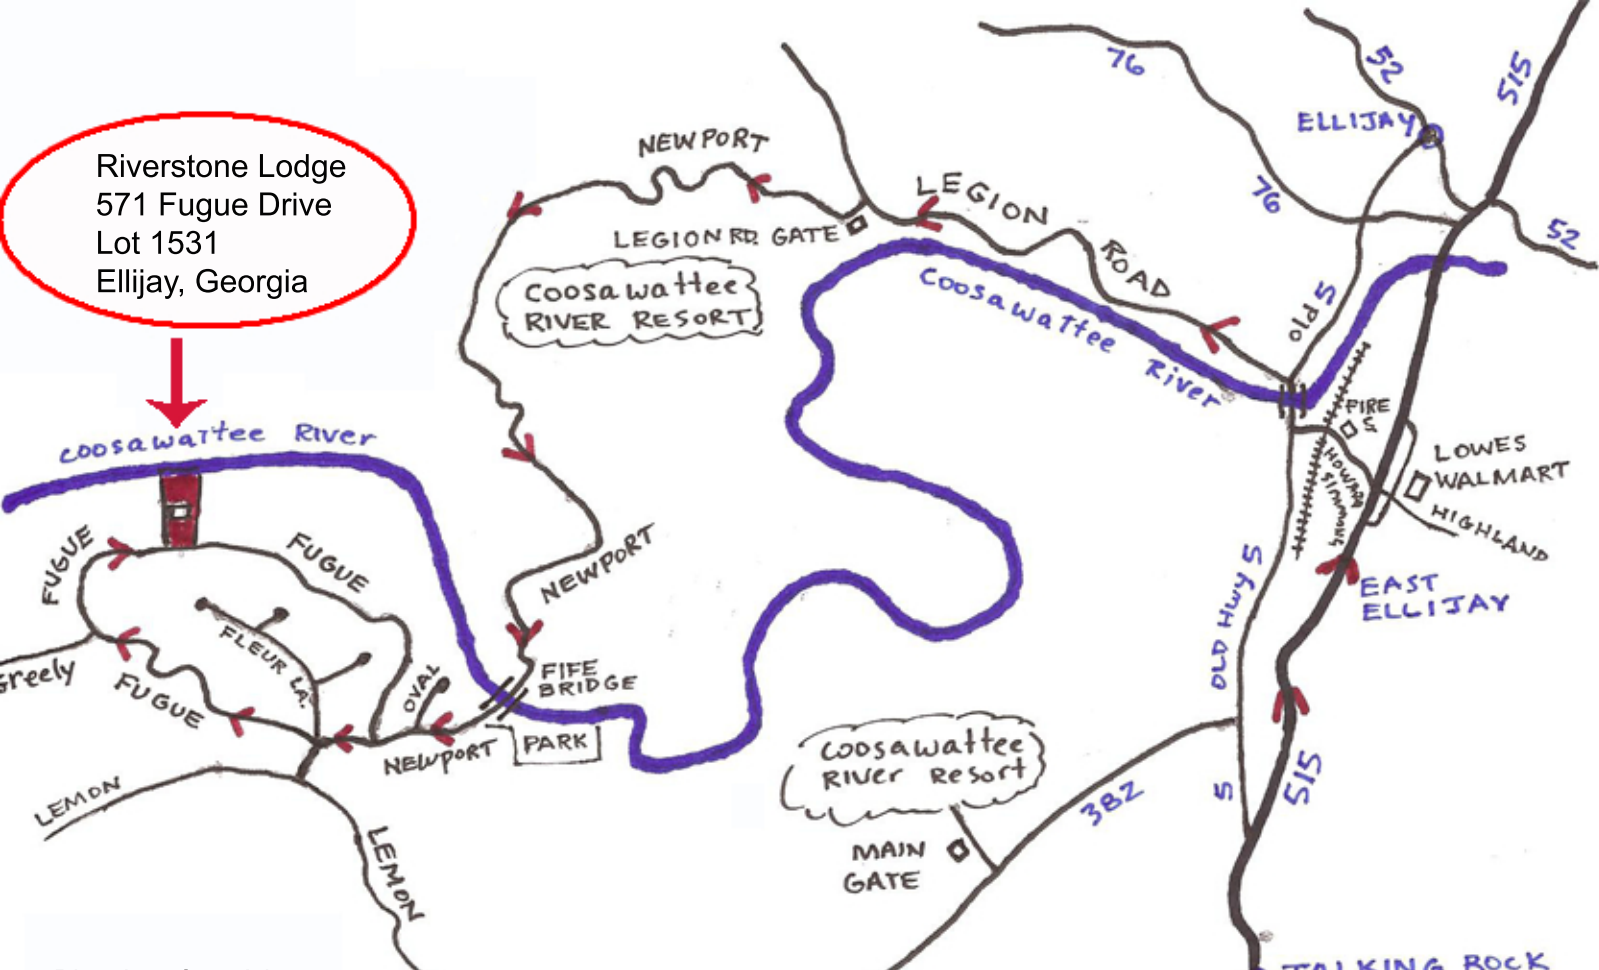 Riverstone Lodge
571 Fugue Drive
Lot 1531
Ellijay, Georgia
76
52
515
ELLIJAY
NEWPORT
LEGION
ROAD
76
52
LEGION RD. GATE
Coosawattee
RIVER RESORT
Coosawattee River
old 5
FIRE
S
LOWES
WALMART
HIGHLAND
HOWARD
SIMMONS
Coosawattee River
FUGUE
FUGUE
NEWPORT
EAST
ELLIJAY
OLD HWY 5
FLEUR LA.
OVAL
FIFE
BRIDGE
Greely
FUGUE
NEWPORT
PARK
Coosawattee
River Resort
382
5
515
LEMON
LEMON
MAIN
GATE
TALKING ROCK